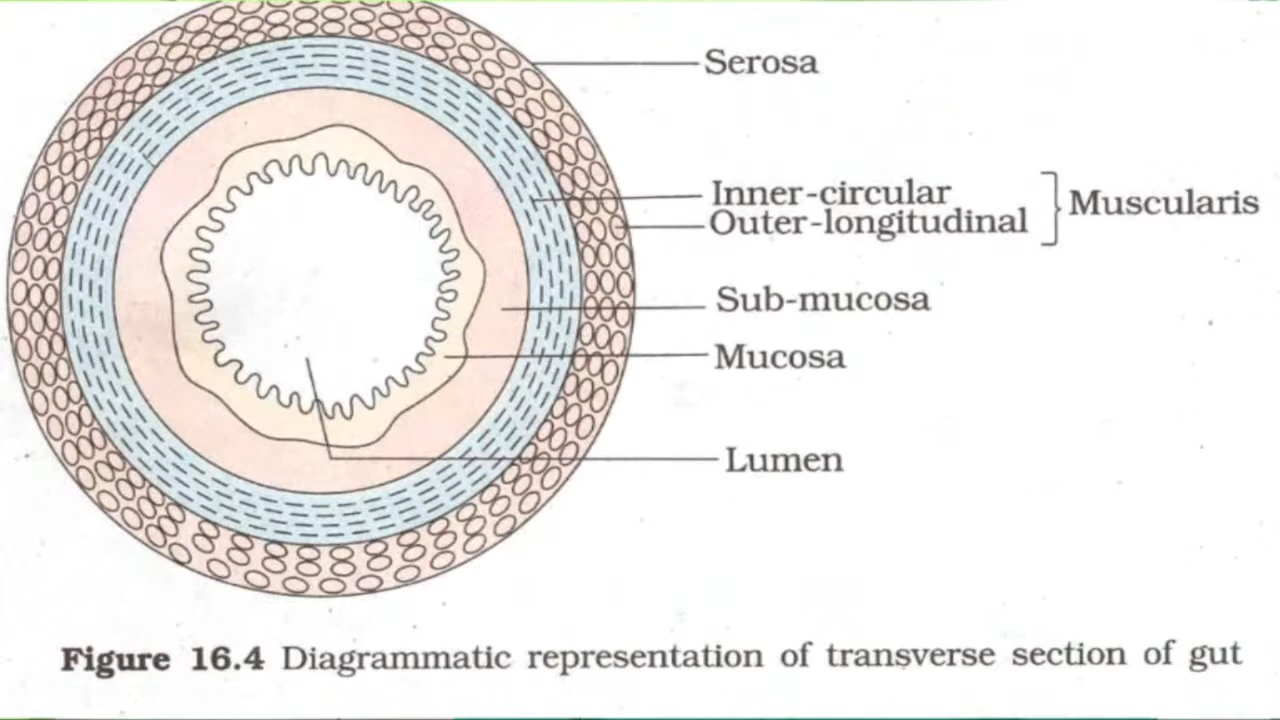 Serosa
Inner-circular
Outer-longitudinal
Muscularis
Sub-mucosa
Mucosa
Lumen
Figure 16.4 Diagrammatic representation of transverse section of gut